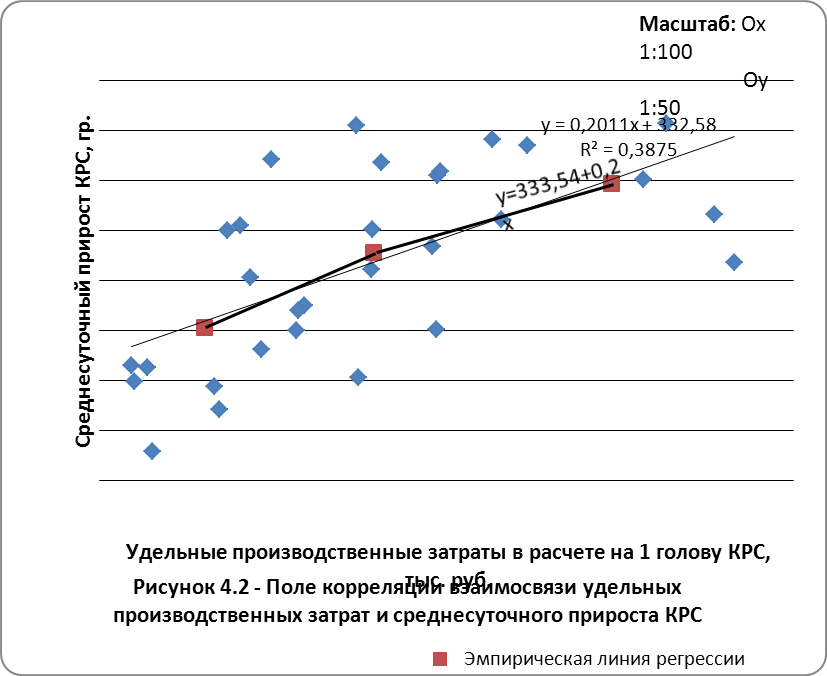 Масштаб: Ох
1:100
Оу
1:50
у = 0,2011х + 332,58
R² = 0,3875
у=333,54+0,2
х
Среднесуточный прирост КРС, гр.
Удельные производственные затраты в расчете на 1 голову КРС,
тыс. руб.
Рисунок 4.2 - Поле корреляции взаимосвязи удельных
производственных затрат и среднесуточного прироста КРС
Эмпирическая линия регрессии